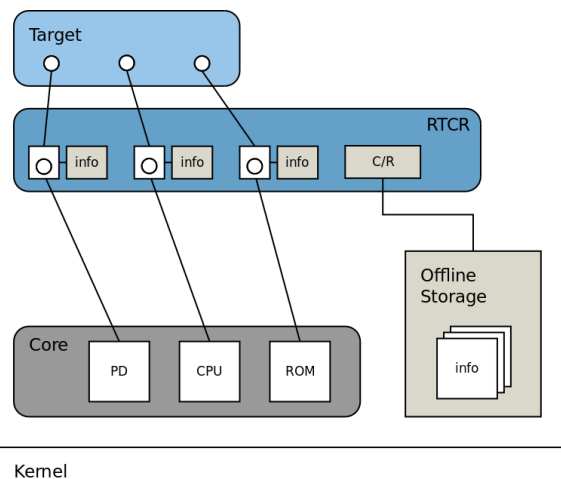 Target
RTCR
info
info
info
C/R
Offline
Storage
info
Core
PD
CPU
ROM
Kernel